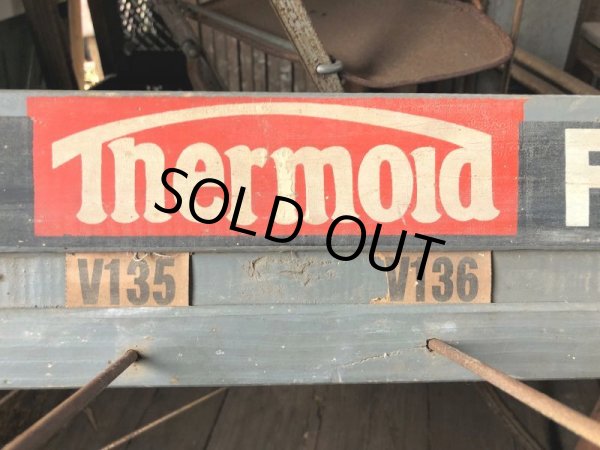 Thermoid F
SOLD OUT
V135 V136